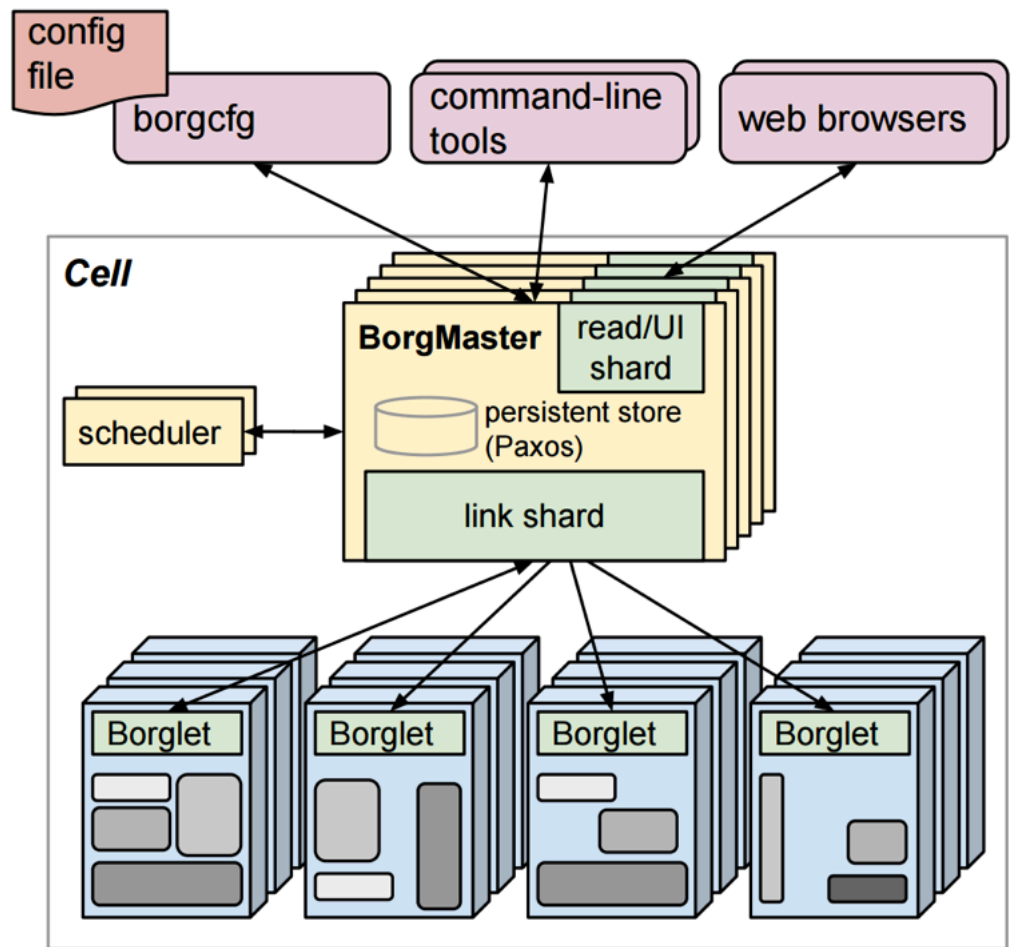 config
file
borgcfg
command-line
tools
web browsers
Cell
BorgMaster
read/UI
shard
scheduler
persistent store
(Paxos)
link shard
Borglet
Borglet
Borglet
Borglet